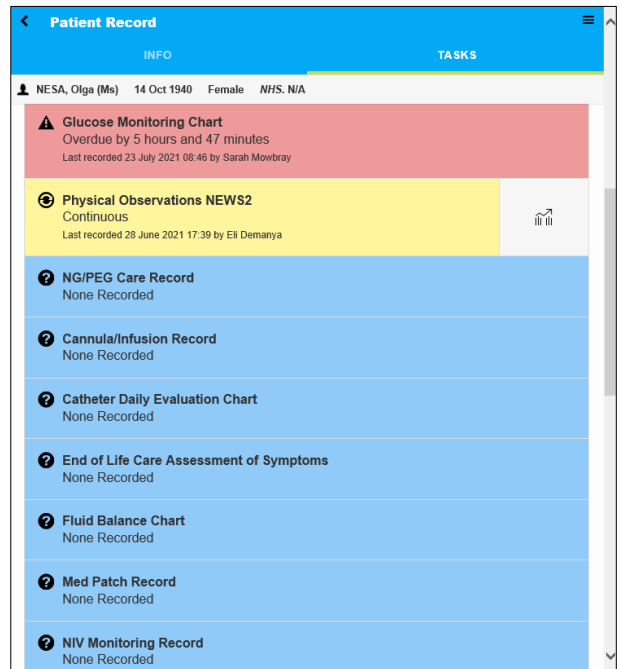 Patient Record
INFO TASKS
NESA, Olga (Ms) 14 Oct 1940 Female NHS. N/A
Glucose Monitoring Chart
Overdue by 5 hours and 47 minutes
Last recorded 23 July 2021 08:46 by Sarah Mowbray
Physical Observations NEWS2
Continuous
Last recorded 28 June 2021 17:39 by Eli Demanya
NG/PEG Care Record
None Recorded
Cannula/Infusion Record
None Recorded
Catheter Daily Evaluation Chart
None Recorded
End of Life Care Assessment of Symptoms
None Recorded
Fluid Balance Chart
None Recorded
Med Patch Record
None Recorded
NIV Monitoring Record
None Recorded